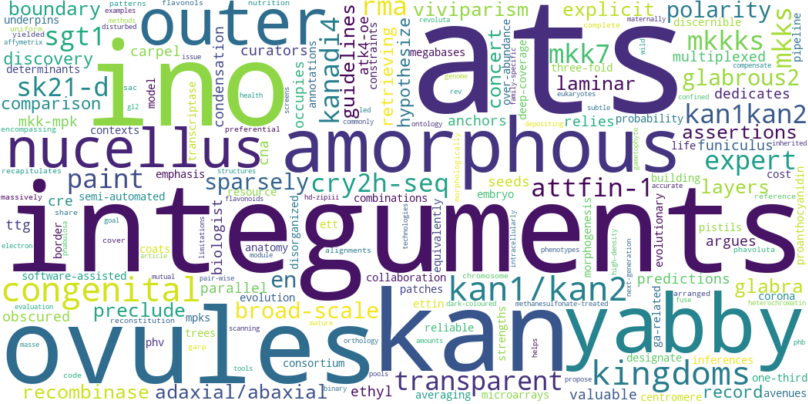 boundary patterns flavonols nutrition outer rma viviparism explicit polarity
underpins yielded examples methods disturbed hypothesize nmegabases revoluta complete maternally
uniform affymetrix issue sgt1 carpel curators kanadi4 guidelines atk4-oe constraints concert over-abundance family-specific mkk7 mkkks mkks discernible pipeline
discovery determinants ino ats three-fold multiplexed glabrous2
sk21-d model sac gl2 condensation occupies annotations retrieving deep-coverage laminar dedicates
comparison health transcriptase screens led commonly rev eukaryotes genome wild compensate confined subtle anchors kan1kan2
mkk-mpk contexts preferential cna ontology depositing relies probability assertions
encompassing nucellus amorphous gametophyte life funiculus inherited
recapitulates paint emphasis structures sparsely cry2h-seq morphologically seeds attfin-1 expert building cost
massively cre semi-automated flavonoids resource hd-zipiii combinations embryo layers reference accurate
ttg share goal biologist ett disorganized technologies equivalently integuments morphogenesis high-density evolutionary argues pistils proanthocyanidin
border cover coats electron article anatomy limitations alignments intracellularly phenotypes phavoluta
software-assisted module evolution pair-mise collaboration chromosome next-generation predictions glabra
congenital mutual parallel en patches kan1/kan2 ga-related arranged corona
evaluation preclude broad-scale ettin dark-coloured methanesulfonate-treated fuse heterochromatin
obscured reconstitution mpks scanning mature reliable strengths yabby designate inferences phb
ovules kan trees garp phv consortium orthology amounts helps transparent kingdoms one-third
masse code tools pools propose centromere
recombinase adaxial/abaxial binary ethyl averaging microarrays valuable record avenues